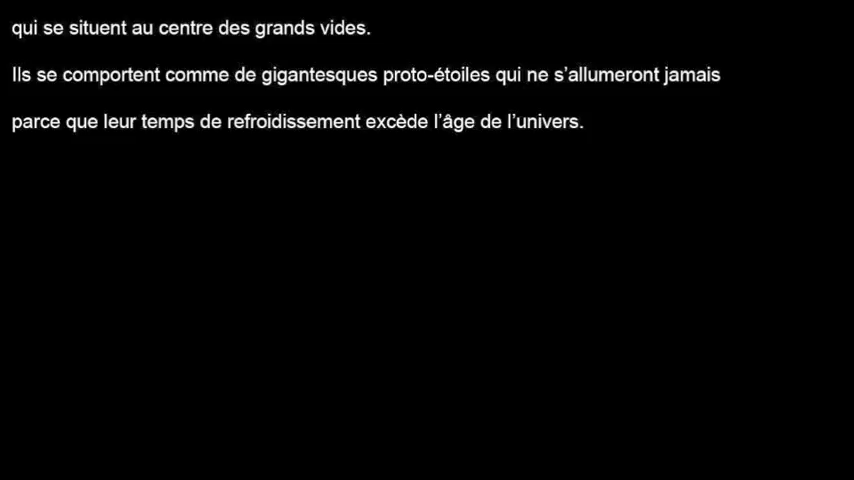 qui se situent au centre des grands vides.
Ils se comportent comme de gigantesques proto-étoiles qui ne s’allumeront jamais
parce que leur temps de refroidissement excède l’âge de l’univers.